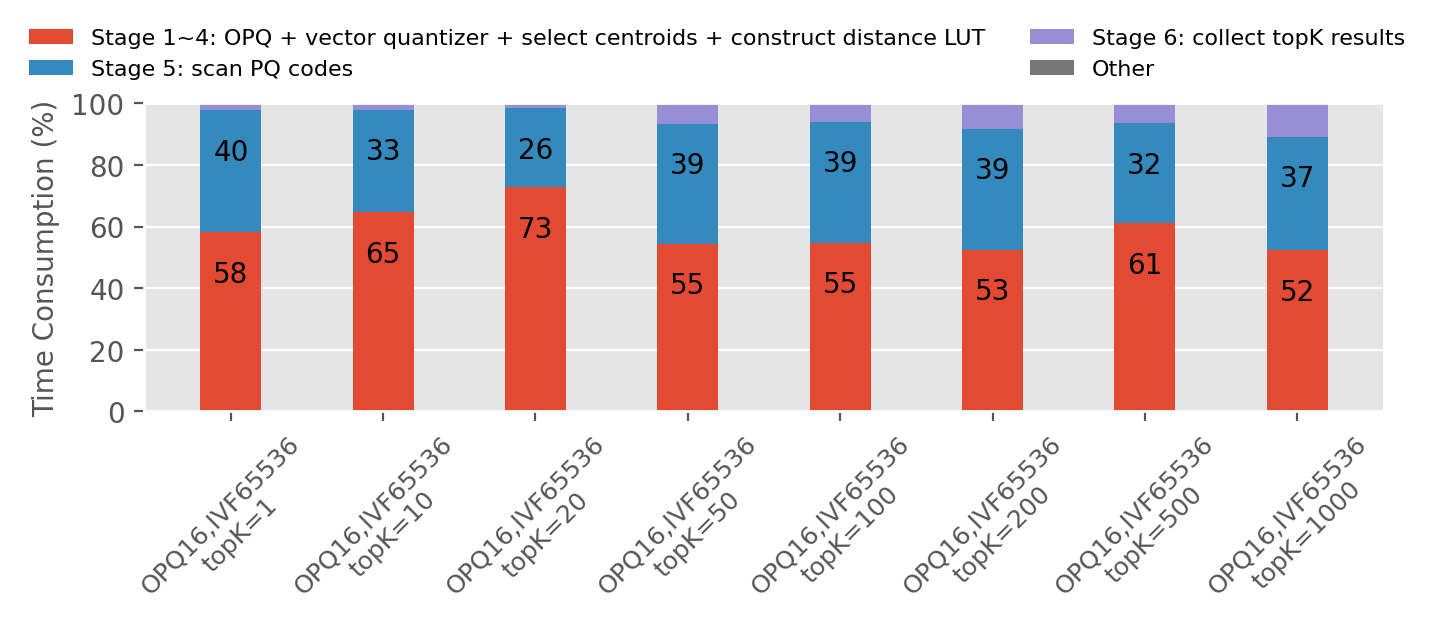 Stage 1~4: OPQ + vector quantizer + select centroids + construct distance LUT
Stage 5: scan PQ codes
Stage 6: collect topK results
Other
Time Consumption (%)
100
80
60
40
20
0
40
33
26
39
39
39
32
37
58
65
73
55
55
53
61
52
OPQ16,IVF65536
topK=1
OPQ16,IVF65536
topK=10
OPQ16,IVF65536
topK=20
OPQ16,IVF65536
topK=50
OPQ16,IVF65536
topK=100
OPQ16,IVF65536
topK=200
OPQ16,IVF65536
topK=500
OPQ16,IVF65536
topK=1000